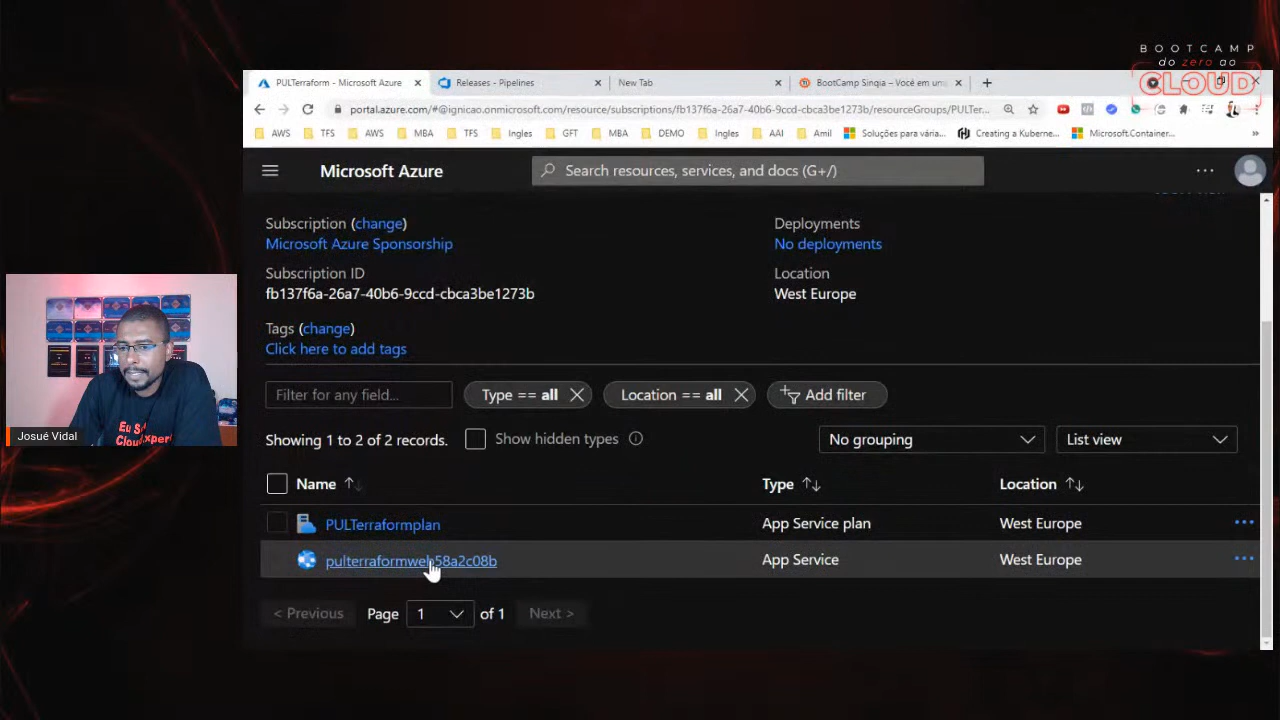 BOOTCAMP
do zero ao
CLOUD
PULTerraform - Microsoft Azure
Releases - Pipelines
New Tab
BootCamp Sinqia – Você em um
portal.azure.com/#@ignicao.onmicrosoft.com/resource/subscriptions/fb137f6a-26a7-40b6-9ccd-cbca3be1273b/resourceGroups/PULTer...
AWS
TFS
AWS
MBA
TFS
Ingles
GFT
MBA
DEMO
Ingles
AAI
Amil
Soluções para vária...
Creating a Kuberne...
Microsoft.Container...
»
Microsoft Azure
Search resources, services, and docs (G+/)
Subscription (change)
Microsoft Azure Sponsorship
Deployments
No deployments
Subscription ID
fb137f6a-26a7-40b6-9ccd-cbca3be1273b
Location
West Europe
Tags (change)
Click here to add tags
Filter for any field...
Type == all
Location == all
Add filter
Showing 1 to 2 of 2 records.
Show hidden types
No grouping
List view
Name
Type
Location
PULTerraformplan
App Service plan
West Europe
pulterraformweb58a2c08b
App Service
West Europe
< Previous
Page
1
of 1
Next >
Josué Vidal
Eu So
CloudXpert